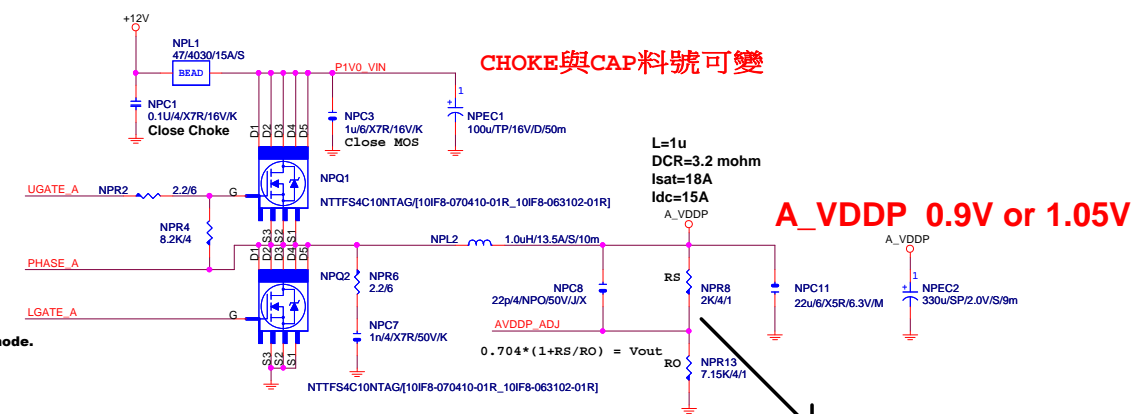 +12V
NPL1
47/4030/15A/S
BEAD
P1V0_VIN
CHOKE與CAP料號可變
NPC1
0.1U/4/X7R/16V/K
Close Choke
D1
D2
D3
D4
D5
NPC3
1u/6/X7R/16V/K
Close MOS
1
+
NPEC1
100u/TP/16V/D/50m
L=1u
DCR=3.2 mohm
Isat=18A
Idc=15A
A_VDDP
A_VDDP 0.9V or 1.05V
A_VDDP
UGATE_A
NPR2
2.2/6
G
NPQ1
NTTFS4C10NTAG/[10IF8-070410-01R_10IF8-063102-01R]
NPR4
8.2K/4
S3
S2
S1
D1
D2
D3
D4
D5
NPL2
1.0uH/13.5A/S/10m
PHASE_A
NPQ2
NPR6
2.2/6
NPC8
22p/4/NPO/50V/J/X
RS
NPR8
2K/4/1
NPC11
22u/6/X5R/6.3V/M
1
+
NPEC2
330u/SP/2.0V/S/9m
LGATE_A
G
NPC7
1n/4/X7R/50V/K
AVDDP_ADJ
0.704*(1+RS/RO) = Vout
RO
NPR13
7.15K/4/1
S3
S2
S1
NTTFS4C10NTAG/[10IF8-070410-01R_10IF8-063102-01R]